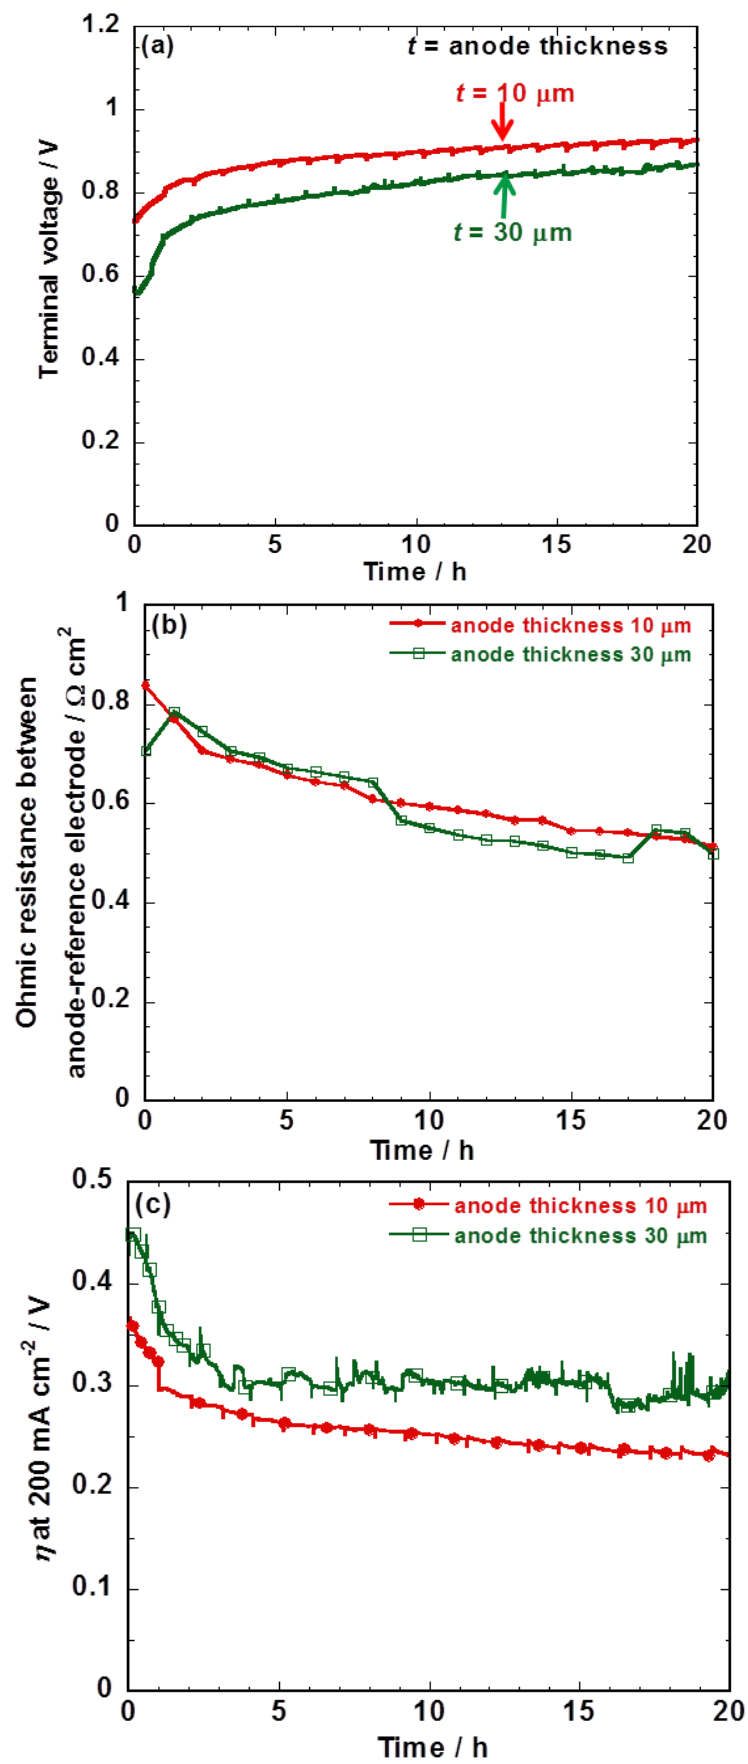 (a)
t = anode thickness
t = 10 μm
t = 30 μm
1.2
1
0.8
0.6
0.4
0.2
0
Terminal voltage / V
0 5 10 15 20
Time / h
(b)
anode thickness 10 μm
anode thickness 30 μm
1
0.8
0.6
0.4
0.2
0
Ohmic resistance between
anode-reference electrode / Ω cm²
0 5 10 15 20
Time / h
(c)
anode thickness 10 μm
anode thickness 30 μm
0.5
0.4
0.3
0.2
0.1
0
η at 200 mA cm⁻² / V
0 5 10 15 20
Time / h